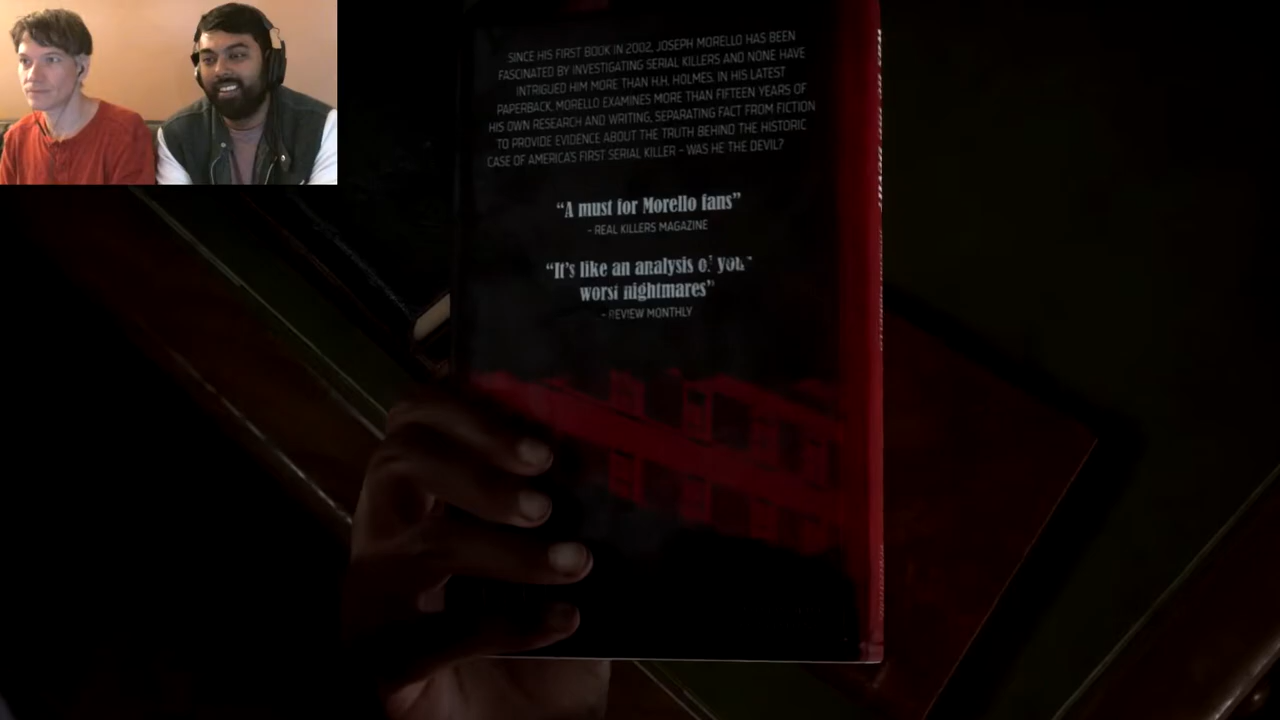 SINCE HIS FIRST BOOK IN 2002, JOSEPH MORELLO HAS BEEN
FASCINATED BY INVESTIGATING SERIAL KILLERS AND NONE HAVE
INTRIGUED HIM MORE THAN H.H. HOLMES. IN HIS LATEST
PAPERBACK, MORELLO EXAMINES MORE THAN FIFTEEN YEARS OF
HIS OWN RESEARCH AND WRITING, SEPARATING FACT FROM FICTION
TO PROVIDE EVIDENCE ABOUT THE TRUTH BEHIND THE HISTORIC
CASE OF AMERICA'S FIRST SERIAL KILLER – WAS HE THE DEVIL?
“A must for Morello fans”
– REAL KILLERS MAGAZINE
“It's like an analysis of your
worst nightmares”
– REVIEW MONTHLY